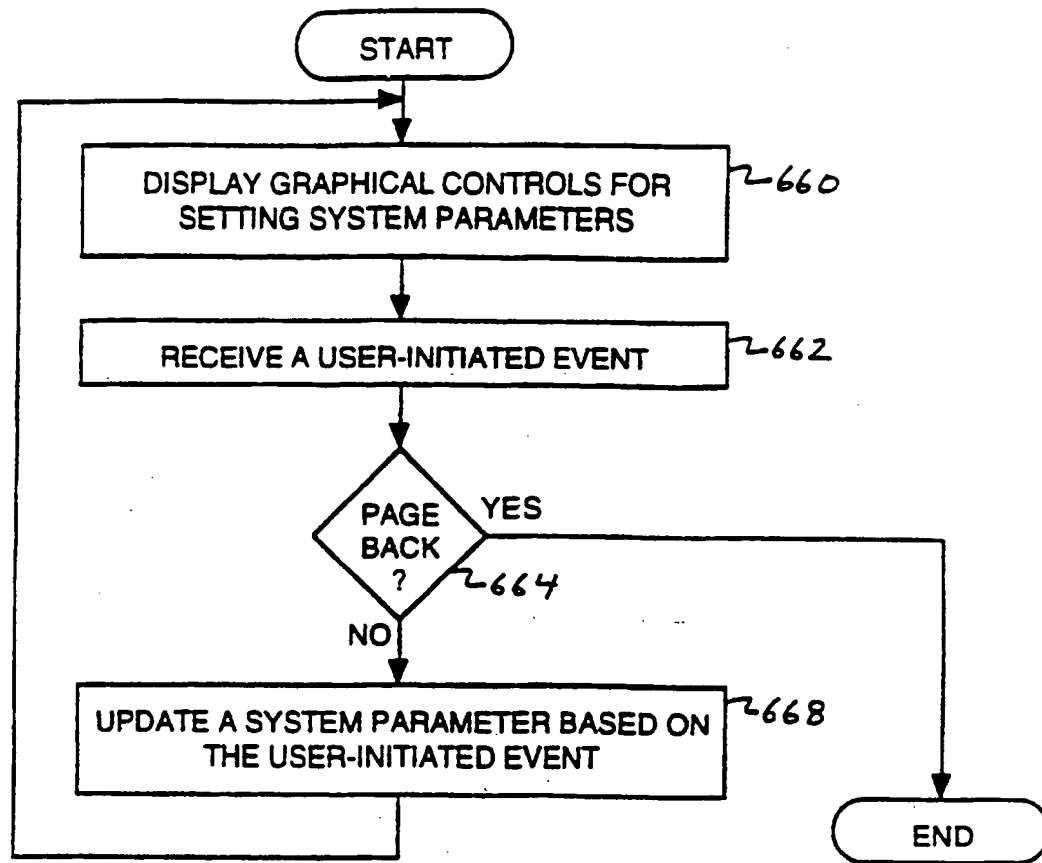 START
DISPLAY GRAPHICAL CONTROLS FOR
SETTING SYSTEM PARAMETERS
660
RECEIVE A USER-INITIATED EVENT
662
PAGE
BACK
?
YES
664
NO
UPDATE A SYSTEM PARAMETER BASED ON
THE USER-INITIATED EVENT
668
END